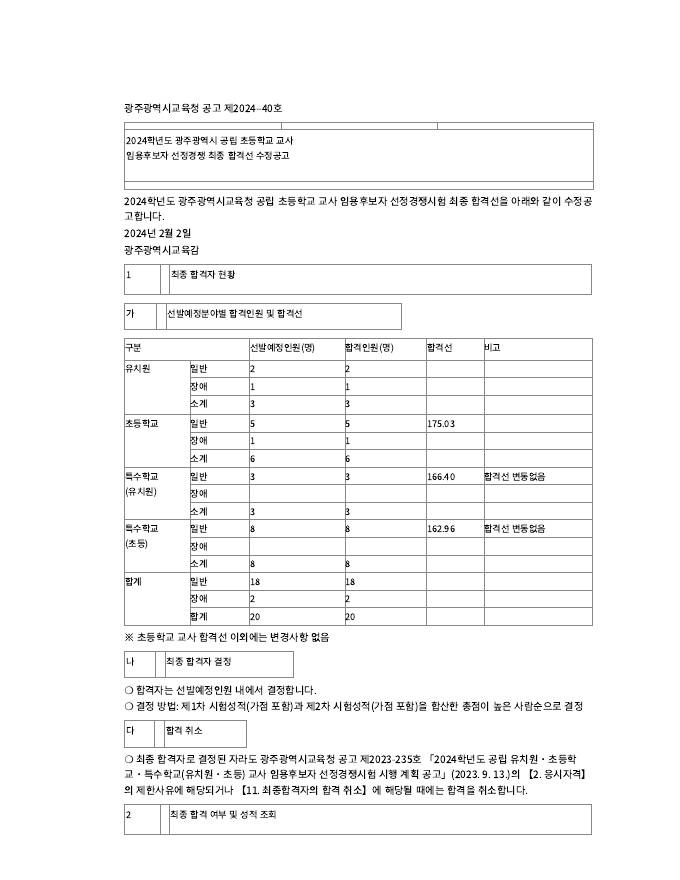 광주광역시교육청 공고 제2024-40호
2024학년도 광주광역시 공립 초등학교 교사
임용후보자 선정경쟁 최종 합격선 수정공고
2024학년도 광주광역시교육청 공립 초등학교 교사 임용후보자 선정경쟁시험 최종 합격선을 아래와 같이 수정공
고합니다.
2024년 2월 2일
광주광역시교육감
1 최종 합격자 현황
가 선발예정분야별 합격인원 및 합격선
구분 선발예정인원(명) 합격인원(명) 합격선 비고
유치원 일반 2 2
장애 1 1
소계 3 3
초등학교 일반 5 5 175.03
장애 1 1
소계 6 6
특수학교 일반 3 3 166.40 합격선 변동없음
(유치원) 장애
소계 3 3
특수학교 일반 8 8 162.96 합격선 변동없음
(초등) 장애
소계 8 8
합계 일반 18 18
장애 2 2
합계 20 20
※ 초등학교 교사 합격선 이외에는 변경사항 없음
나 최종 합격자 결정
❍ 합격자는 선발예정인원 내에서 결정합니다.
❍ 결정 방법: 제1차 시험성적(가점 포함)과 제2차 시험성적(가점 포함)을 합산한 총점이 높은 사람순으로 결정
다 합격 취소
❍ 최종 합격자로 결정된 자라도 광주광역시교육청 공고 제2023-235호 「2024학년도 공립 유치원・초등학
교・특수학교(유치원・초등) 교사 임용후보자 선정경쟁시험 시행 계획 공고」(2023. 9. 13.)의 【2. 응시자격】
의 제한사유에 해당되거나 【11. 최종합격자의 합격 취소】에 해당될 때에는 합격을 취소합니다.
2 최종 합격 여부 및 성적 조회